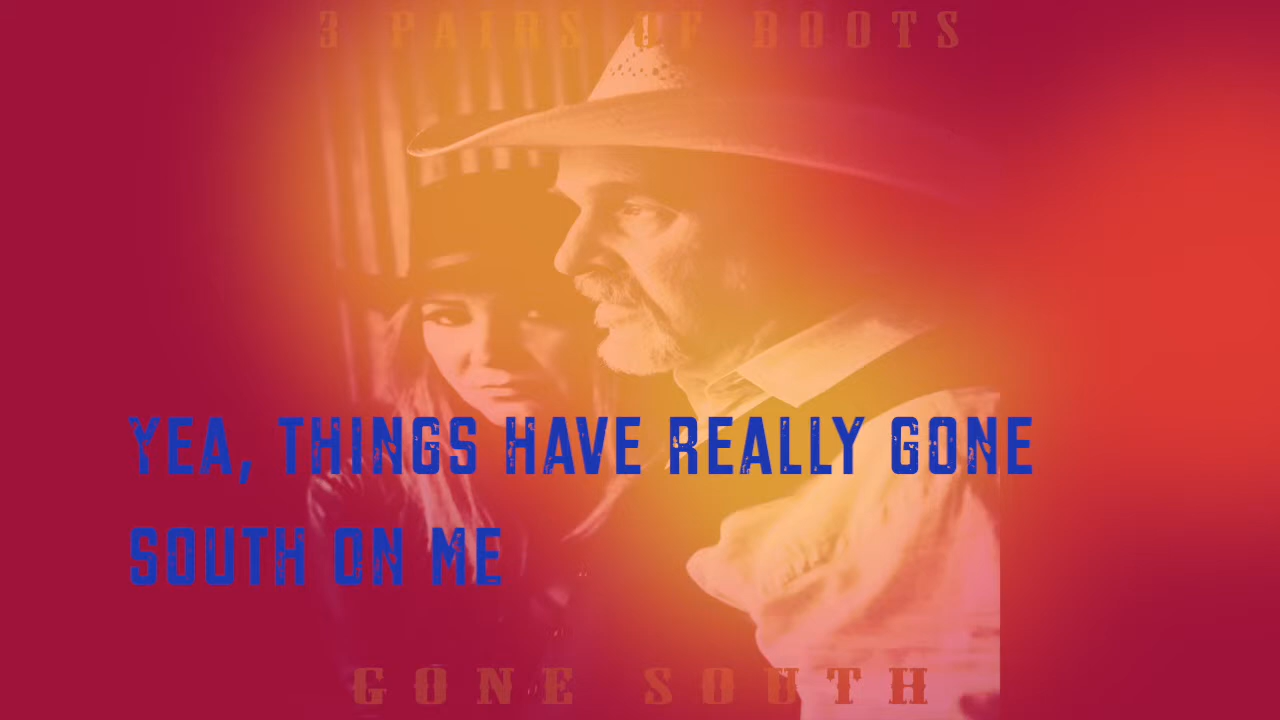 3 PAIRS OF BOOTS
YEA, THINGS HAVE REALLY GONE
SOUTH ON ME
GONE SOUTH